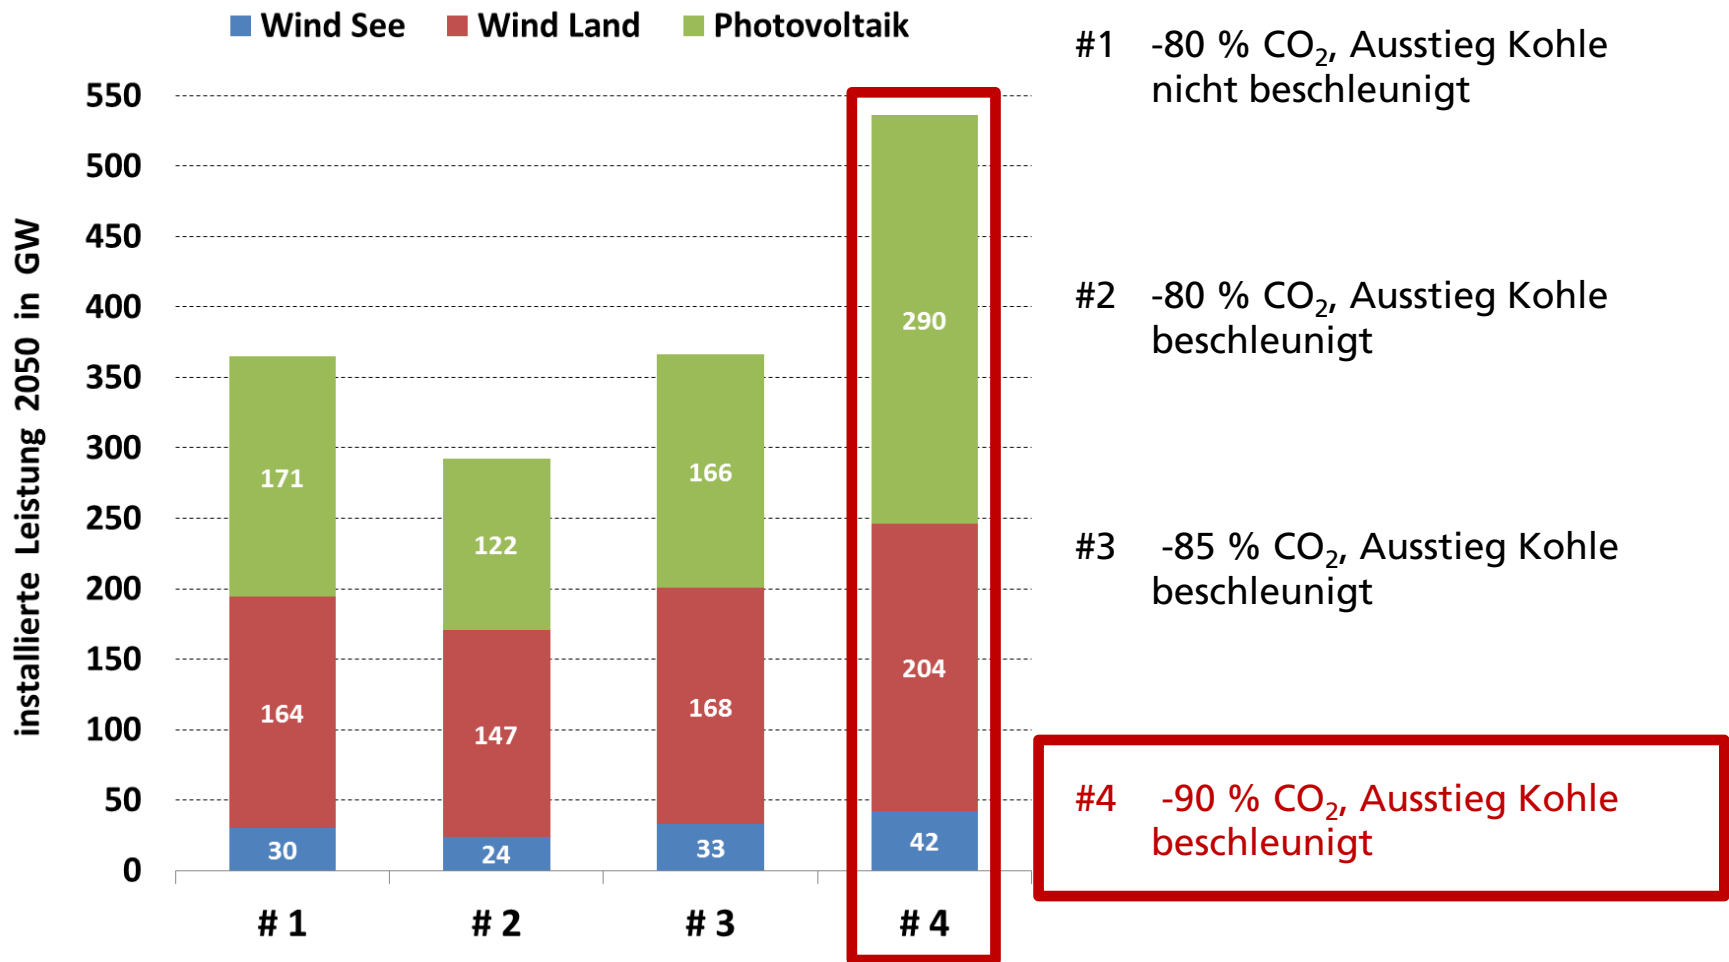 Wind See Wind Land Photovoltaik
installierte Leistung 2050 in GW
550
500
450
400
350
300
250
200
150
100
50
0
171
164
30
122
147
24
166
168
33
290
204
42
# 1 # 2 # 3 # 4
#1 -80 % CO₂, Ausstieg Kohle
nicht beschleunigt
#2 -80 % CO₂, Ausstieg Kohle
beschleunigt
#3 -85 % CO₂, Ausstieg Kohle
beschleunigt
#4 -90 % CO₂, Ausstieg Kohle
beschleunigt